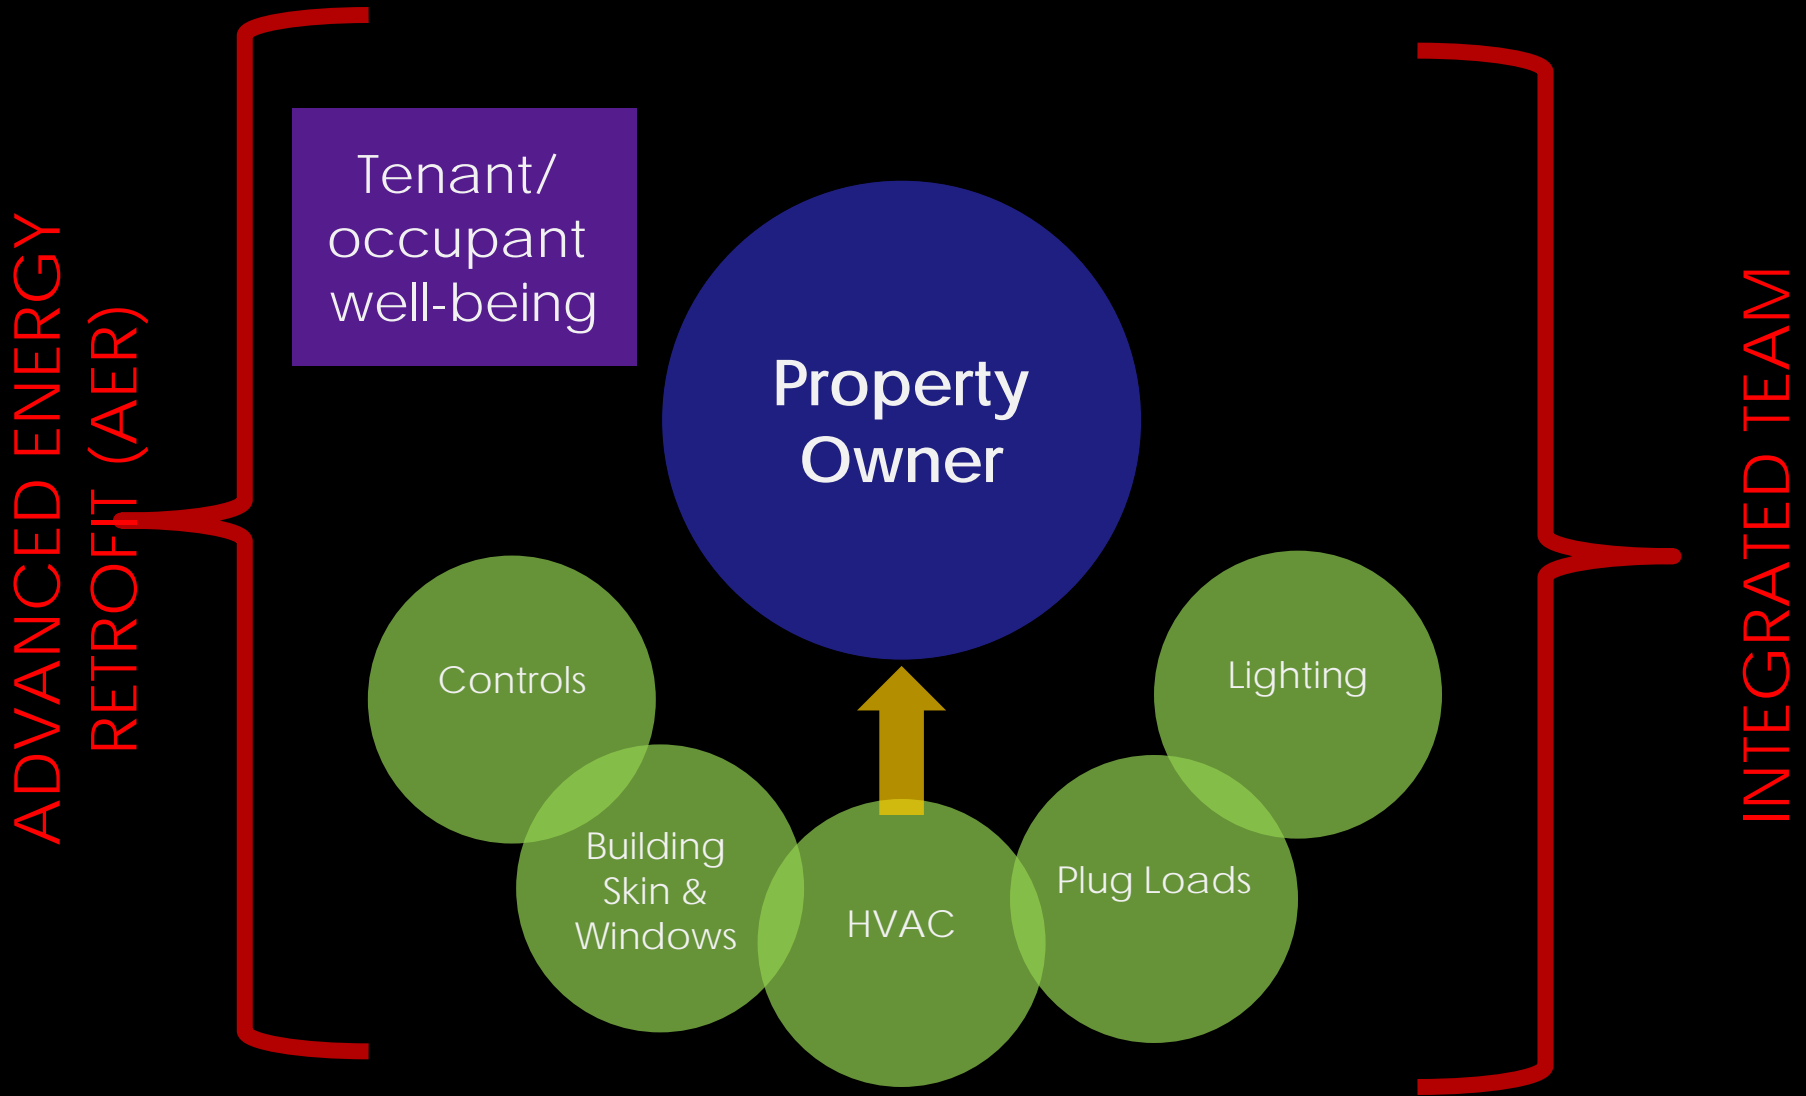 ADVANCED ENERGY
RETROFIT (AER)
Tenant/
occupant
well-being
Property
Owner
Controls
Building
Skin &
Windows
HVAC
Plug Loads
Lighting
INTEGRATED TEAM